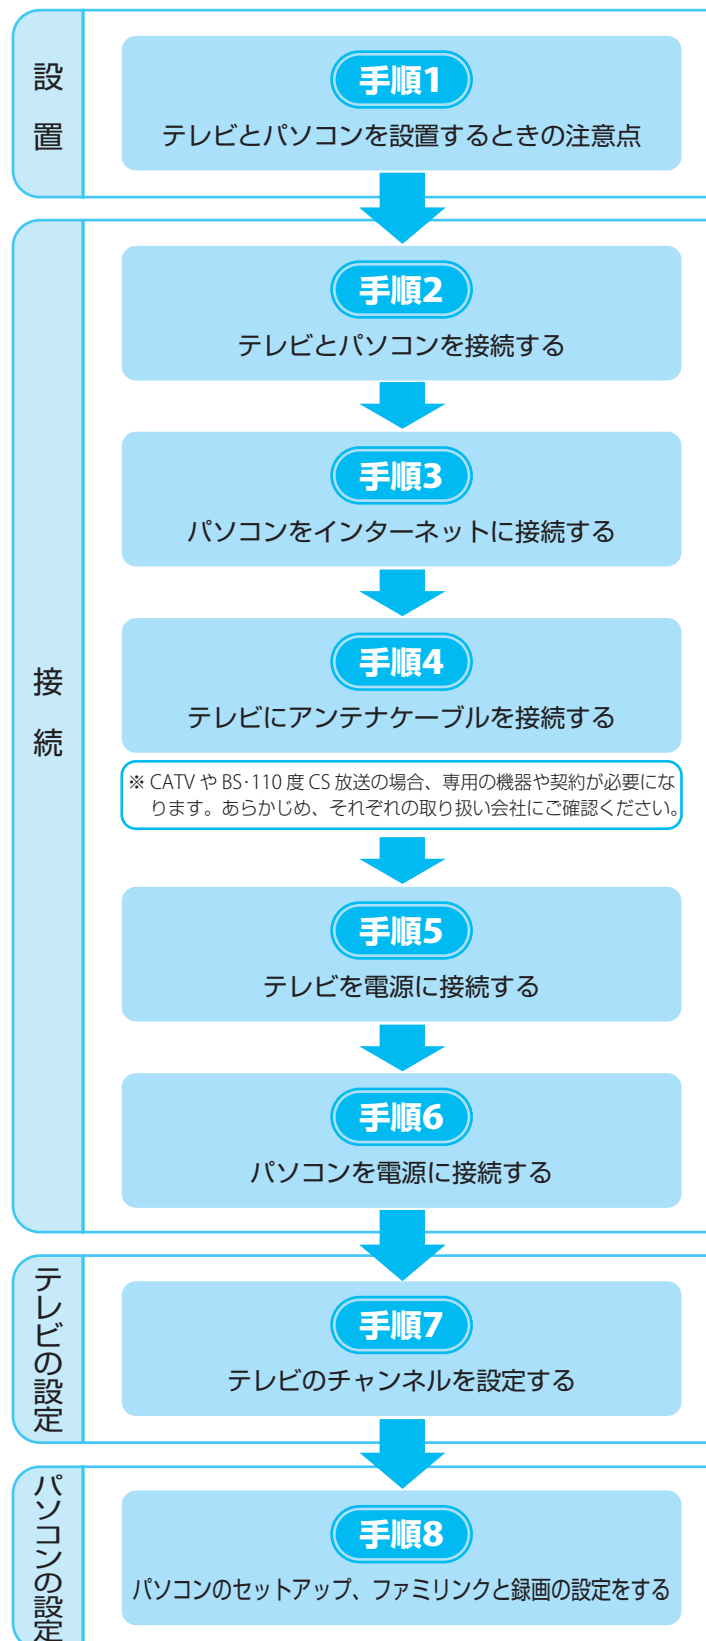 設置
手順1
テレビとパソコンを設置するときの注意点
接続
手順2
テレビとパソコンを接続する
手順3
パソコンをインターネットに接続する
手順4
テレビにアンテナケーブルを接続する
※ CATV や BS·110 度 CS 放送の場合、専用の機器や契約が必要にな
ります。あらかじめ、それぞれの取り扱い会社にご確認ください。
手順5
テレビを電源に接続する
手順6
パソコンを電源に接続する
テレビの設定
手順7
テレビのチャンネルを設定する
パソコンの設定
手順8
パソコンのセットアップ、ファミリンクと録画の設定をする